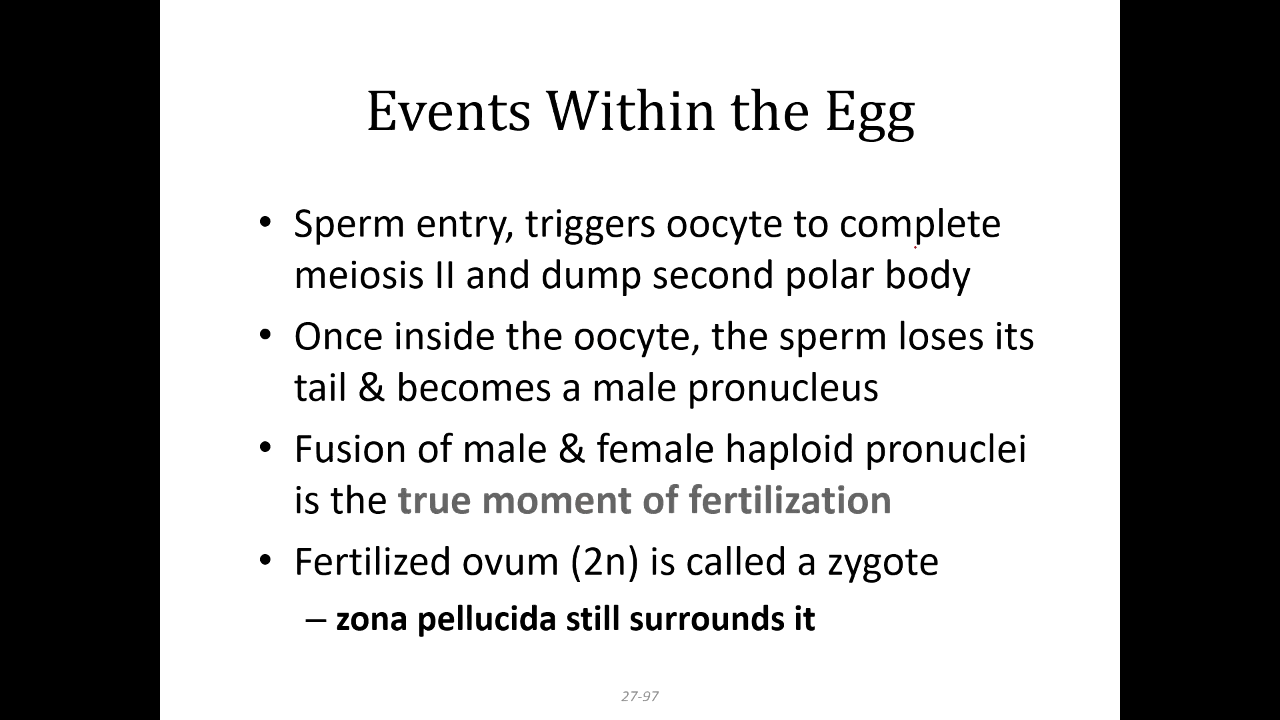 Events Within the Egg
• Sperm entry, triggers oocyte to complete
meiosis II and dump second polar body
• Once inside the oocyte, the sperm loses its
tail & becomes a male pronucleus
• Fusion of male & female haploid pronuclei
is the true moment of fertilization
• Fertilized ovum (2n) is called a zygote
– zona pellucida still surrounds it
27-97